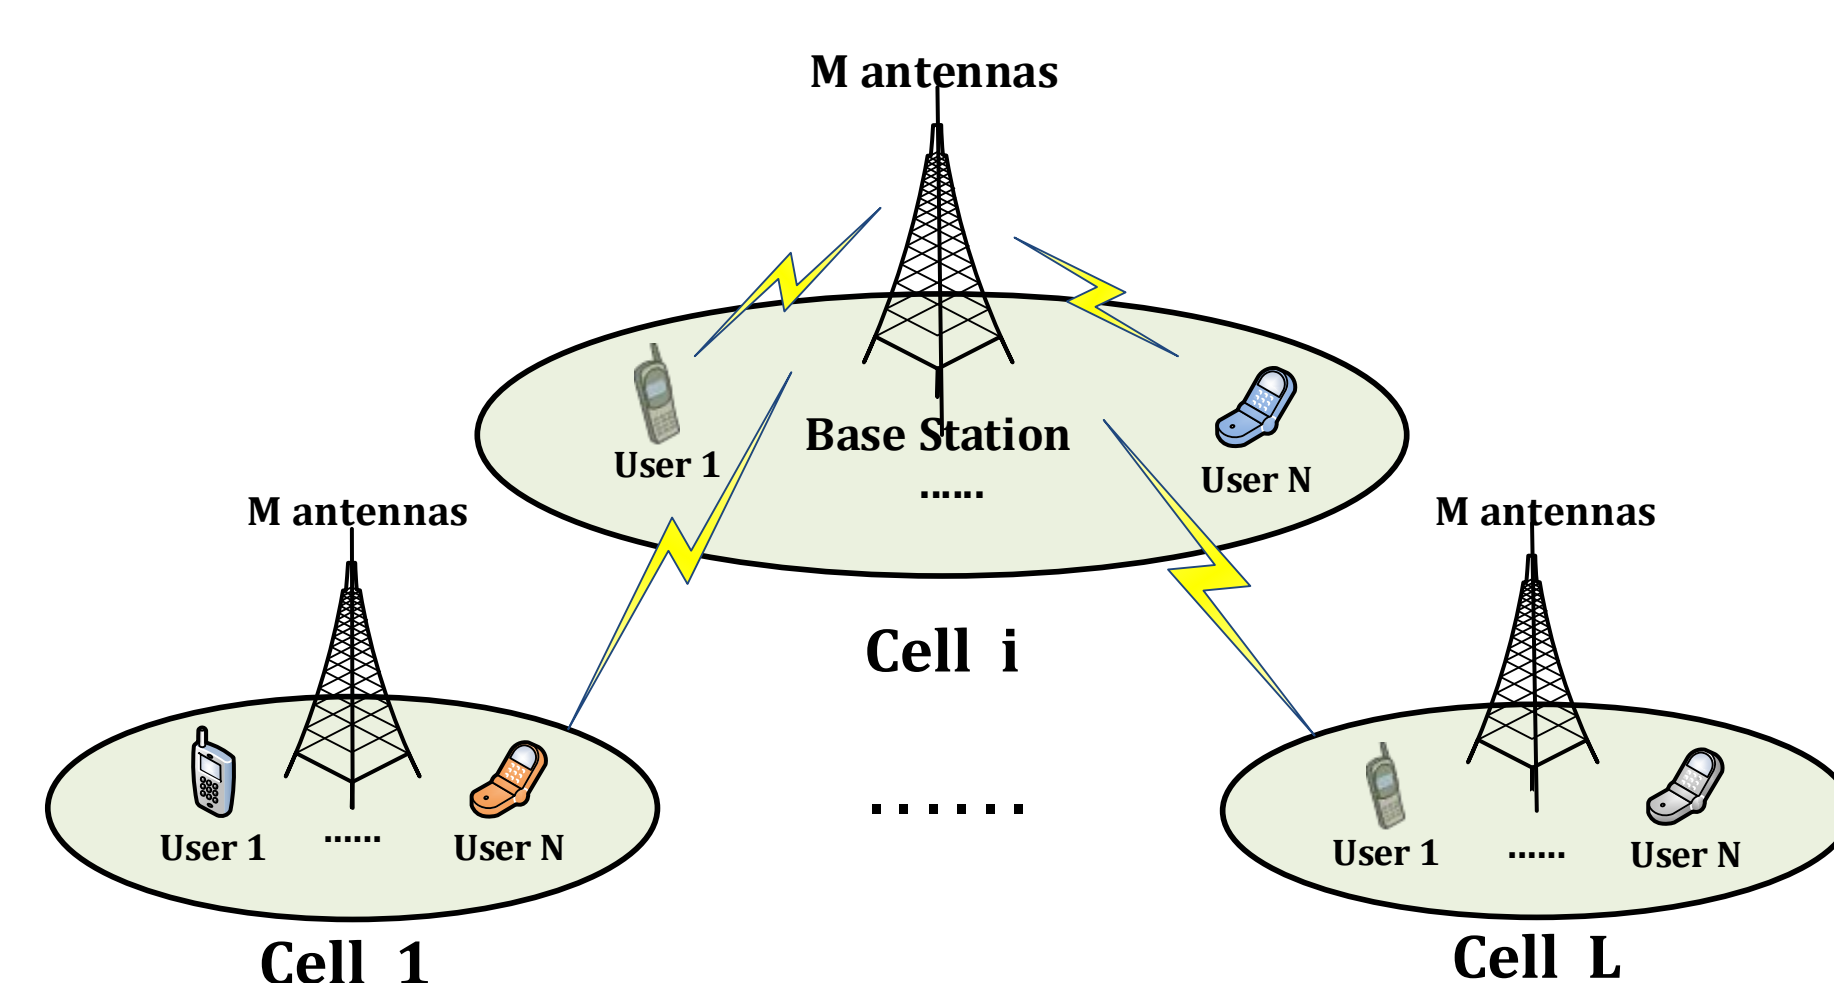 M antennas
Base Station
User 1
......
User N
Cell i
M antennas
User 1
......
User N
Cell 1
......
M antennas
User 1
......
User N
Cell L